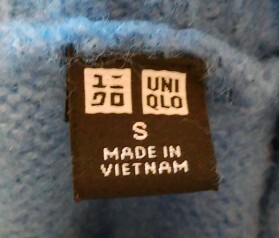 ユニ UNI
クロ QLO
S
MADE IN
VIETNAM